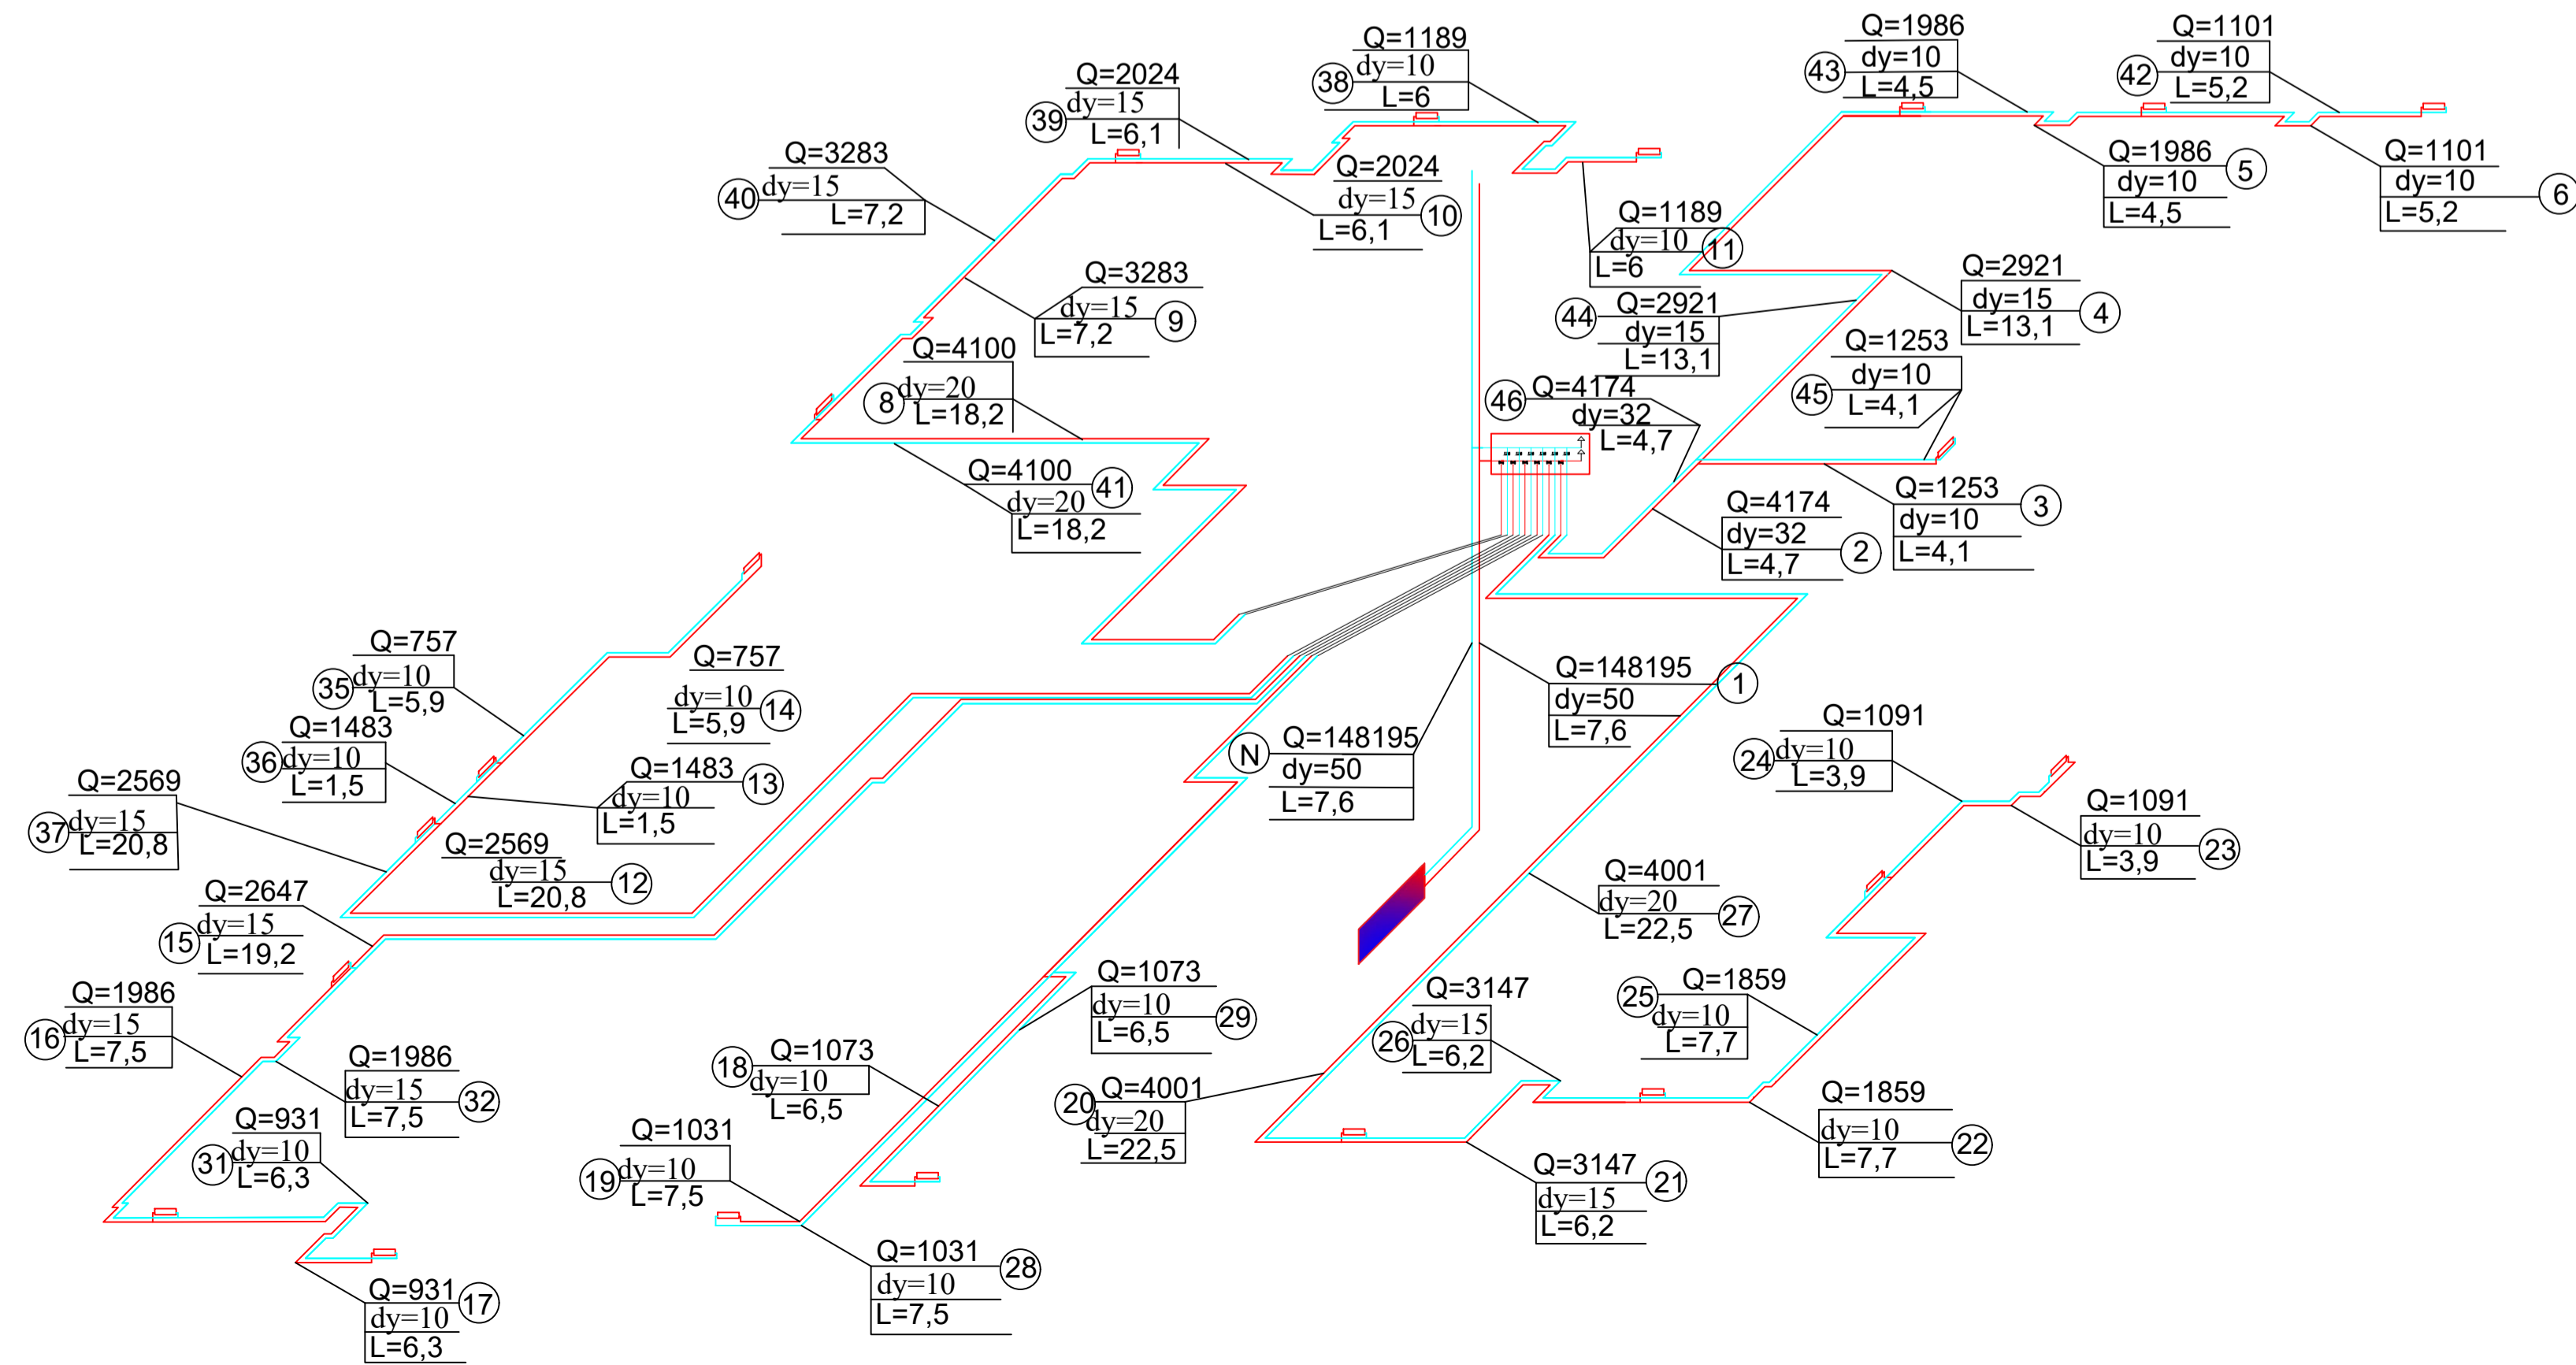 Q=1986
dy=10
43
L=4,5
Q=1101
dy=10
42
L=5,2
Q=1189
dy=10
38
L=6
Q=2024
dy=15
39
L=6,1
Q=3283
dy=15
40
L=7,2
Q=2024
dy=15
10
L=6,1
Q=1986
dy=10
5
L=4,5
Q=1101
dy=10
6
L=5,2
Q=1189
dy=10
11
L=6
Q=3283
dy=15
9
L=7,2
Q=2921
dy=15
4
L=13,1
Q=2921
44
dy=15
L=13,1
Q=4100
8
dy=20
L=18,2
Q=1253
dy=10
45
L=4,1
Q=4174
46
dy=32
L=4,7
Q=4100
41
dy=20
L=18,2
Q=4174
dy=32
2
L=4,7
Q=1253
3
dy=10
L=4,1
Q=757
35
dy=10
L=5,9
Q=757
dy=10
14
L=5,9
Q=148195
1
dy=50
L=7,6
Q=1483
36
dy=10
L=1,5
Q=1483
13
dy=10
L=1,5
N
Q=148195
dy=50
L=7,6
Q=1091
24
dy=10
L=3,9
Q=2569
37
dy=15
L=20,8
Q=2569
dy=15
12
L=20,8
Q=1091
dy=10
23
L=3,9
Q=2647
15
dy=15
L=19,2
Q=4001
dy=20
27
L=22,5
Q=1986
16
dy=15
L=7,5
Q=1073
dy=10
29
L=6,5
Q=3147
26
dy=15
L=6,2
25
Q=1859
dy=10
L=7,7
Q=1986
dy=15
32
L=7,5
18
Q=1073
dy=10
L=6,5
20
Q=4001
dy=20
L=22,5
Q=1859
dy=10
22
L=7,7
Q=931
31
dy=10
L=6,3
Q=1031
19
dy=10
L=7,5
Q=3147
21
dy=15
L=6,2
Q=1031
28
dy=10
L=7,5
Q=931
17
dy=10
L=6,3